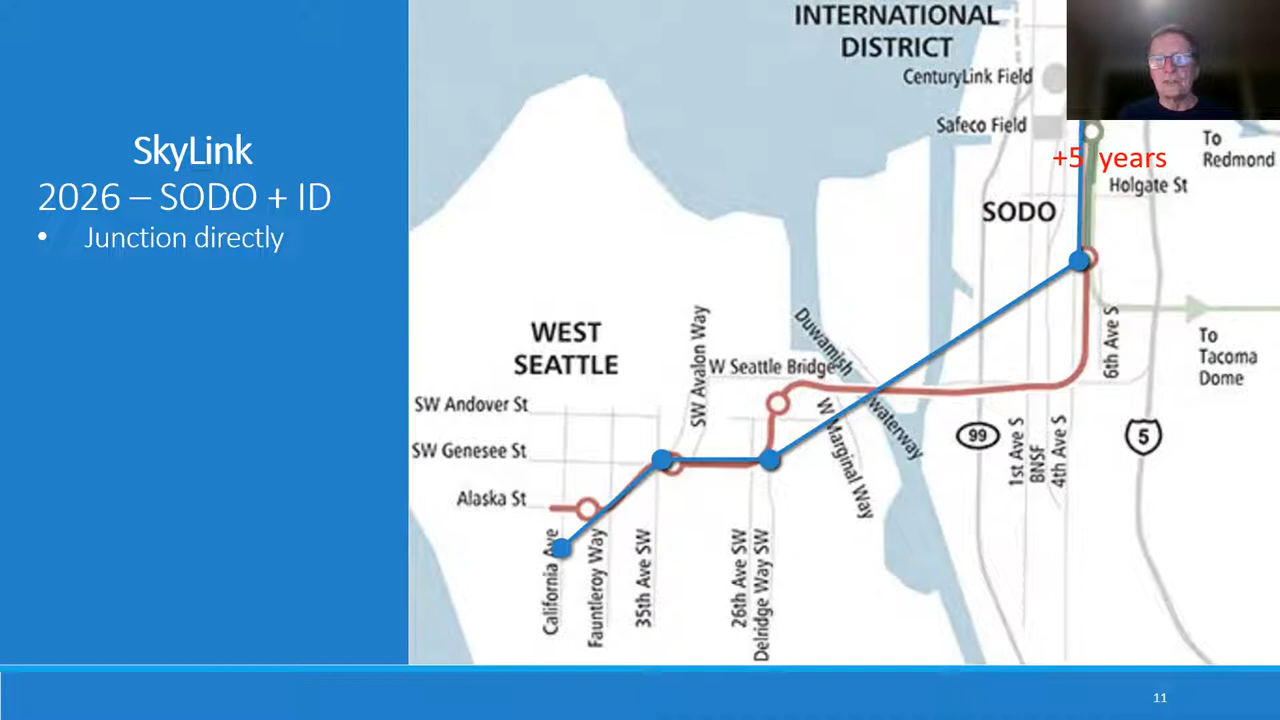 SkyLink
2026 – SODO + ID
• Junction directly
INTERNATIONAL
DISTRICT
CenturyLink Field
Safeco Field
To
Redmond
+5 years
Holgate St
SODO
WEST
SEATTLE
SW Avalon Way
W Seattle Bridge
Duwamish
waterway
6th Ave S
To
Tacoma
Dome
SW Andover St
SW Genesee St
Alaska St
W Marginal Way
99
1st Ave S
BNSF
4th Ave S
5
California Ave
Fauntleroy Way
35th Ave SW
26th Ave SW
Delridge Way SW
11